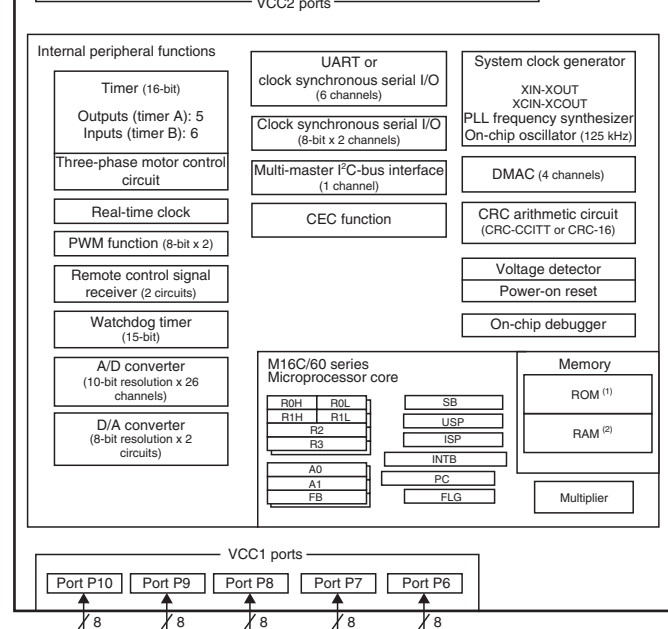 VCC2 ports
Internal peripheral functions
Timer (16-bit)
Outputs (timer A): 5
Inputs (timer B): 6
Three-phase motor control
circuit
Real-time clock
PWM function (8-bit x 2)
Remote control signal
receiver (2 circuits)
Watchdog timer
(15-bit)
A/D converter
(10-bit resolution x 26
channels)
D/A converter
(8-bit resolution x 2
circuits)
UART or
clock synchronous serial I/O
(6 channels)
Clock synchronous serial I/O
(8-bit x 2 channels)
Multi-master I²C-bus interface
(1 channel)
CEC function
System clock generator
XIN-XOUT
XCIN-XCOUT
PLL frequency synthesizer
On-chip oscillator (125 kHz)
DMAC (4 channels)
CRC arithmetic circuit
(CRC-CCITT or CRC-16)
Voltage detector
Power-on reset
On-chip debugger
M16C/60 series
Microprocessor core
R0H R0L
R1H R1L
R2
R3
A0
A1
FB
SB
USP
ISP
INTB
PC
FLG
Memory
ROM (1)
RAM (2)
Multiplier
VCC1 ports
Port P10 Port P9 Port P8 Port P7 Port P6
8 8 8 8 8